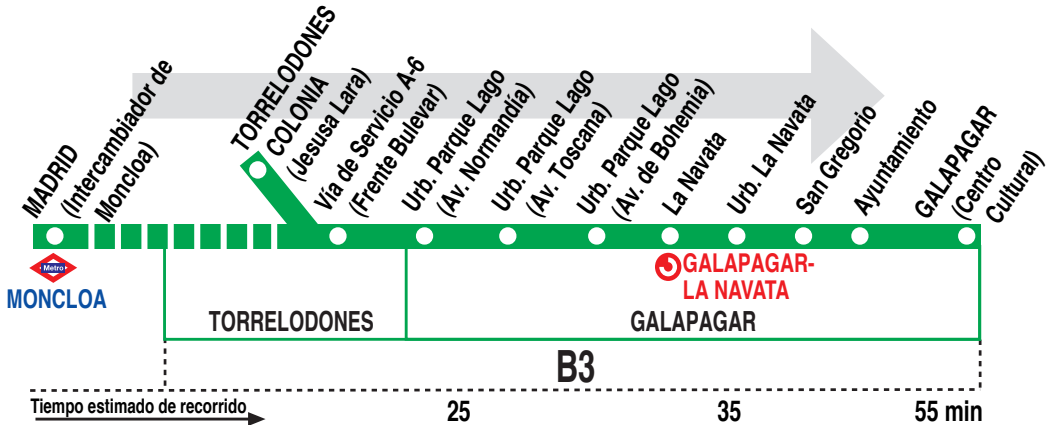 MADRID
(Intercambiador de
Moncloa)
TORRELODONES
COLONIA
(Jesusa Lara)
Vía de Servicio A-6
(Frente Bulevar)
Urb. Parque Lago
(Av. Normandía)
Urb. Parque Lago
(Av. Toscana)
Urb. Parque Lago
(Av. de Bohemia)
La Navata
Urb. La Navata
San Gregorio
Ayuntamiento
GALAPAGAR
(Centro
Cultural)
Metro
MONCLOA
GALAPAGAR-
LA NAVATA
TORRELODONES
GALAPAGAR
B3
Tiempo estimado de recorrido
25
35
55 min